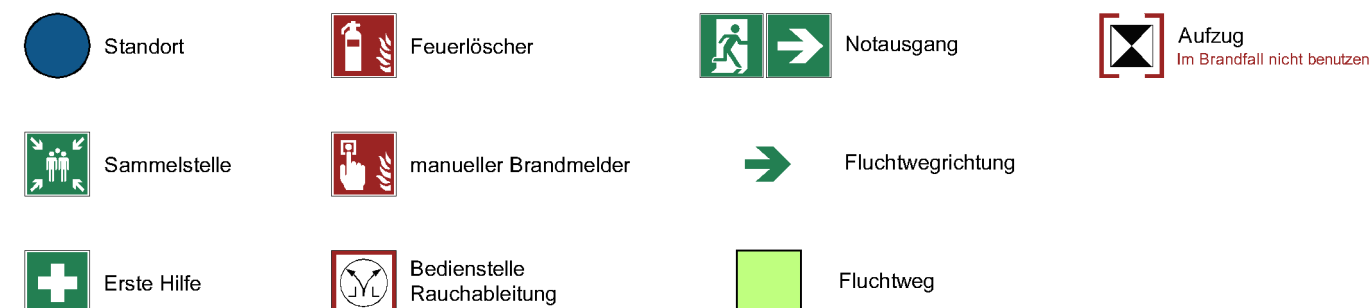 Standort
Feuerlöscher
Notausgang
Aufzug
Im Brandfall nicht benutzen
Sammelstelle
manueller Brandmelder
Fluchtwegrichtung
Erste Hilfe
Bedienstelle
Rauchableitung
Fluchtweg